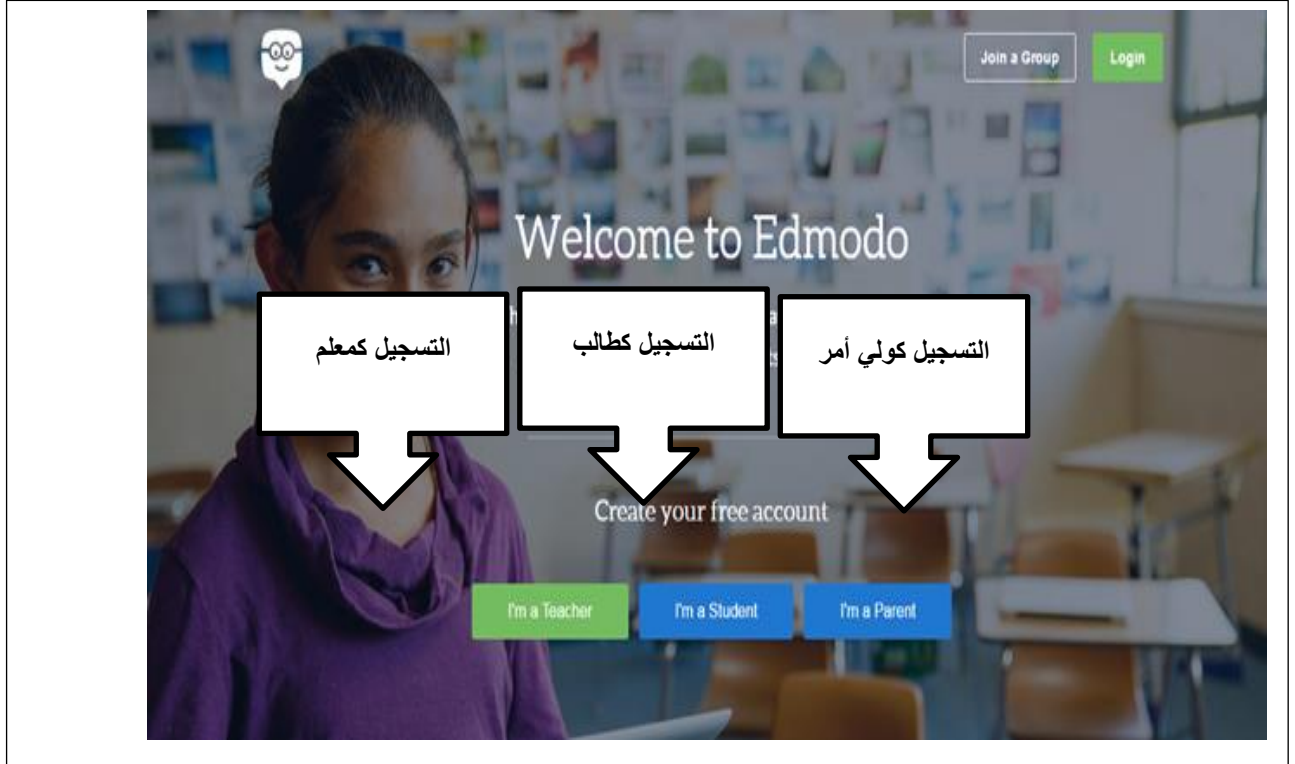 Join a Group
Login
Welcome to Edmodo
التسجيل كمعلم
التسجيل كطالب
التسجيل كولي أمر
Create your free account
I'm a Teacher
I'm a Student
I'm a Parent